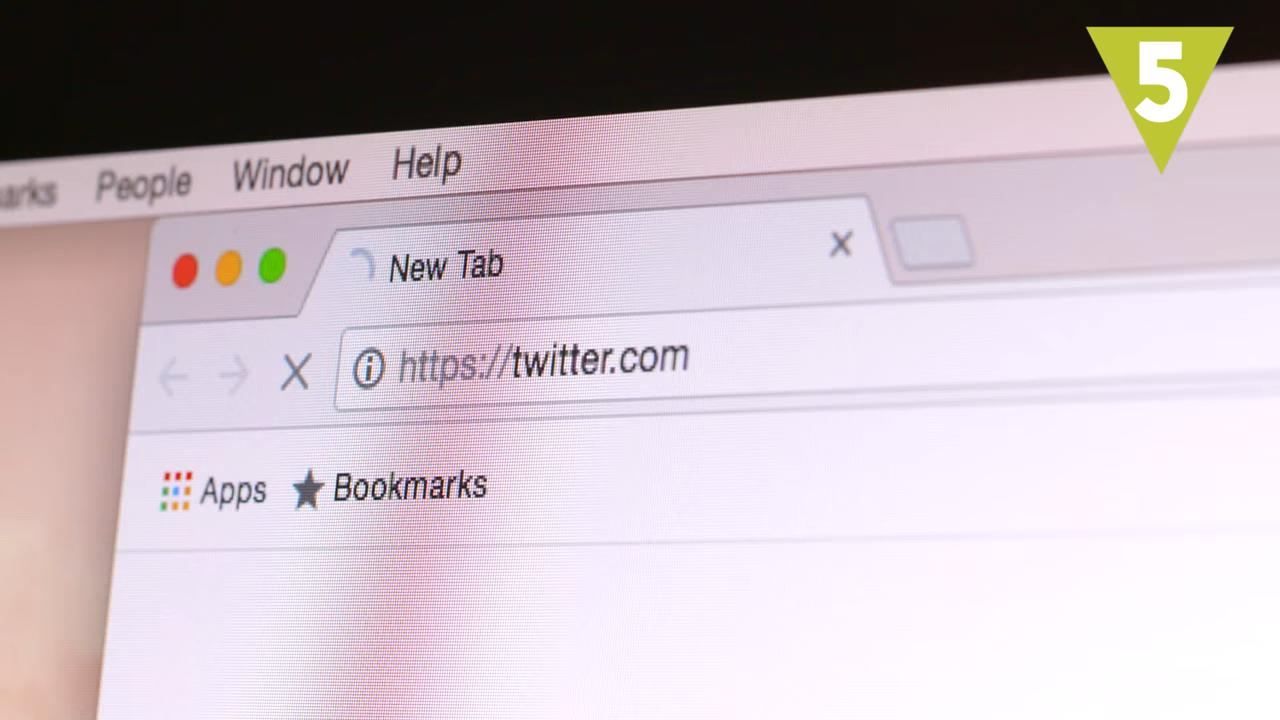 5
People Window Help
New Tab
https://twitter.com
Apps Bookmarks